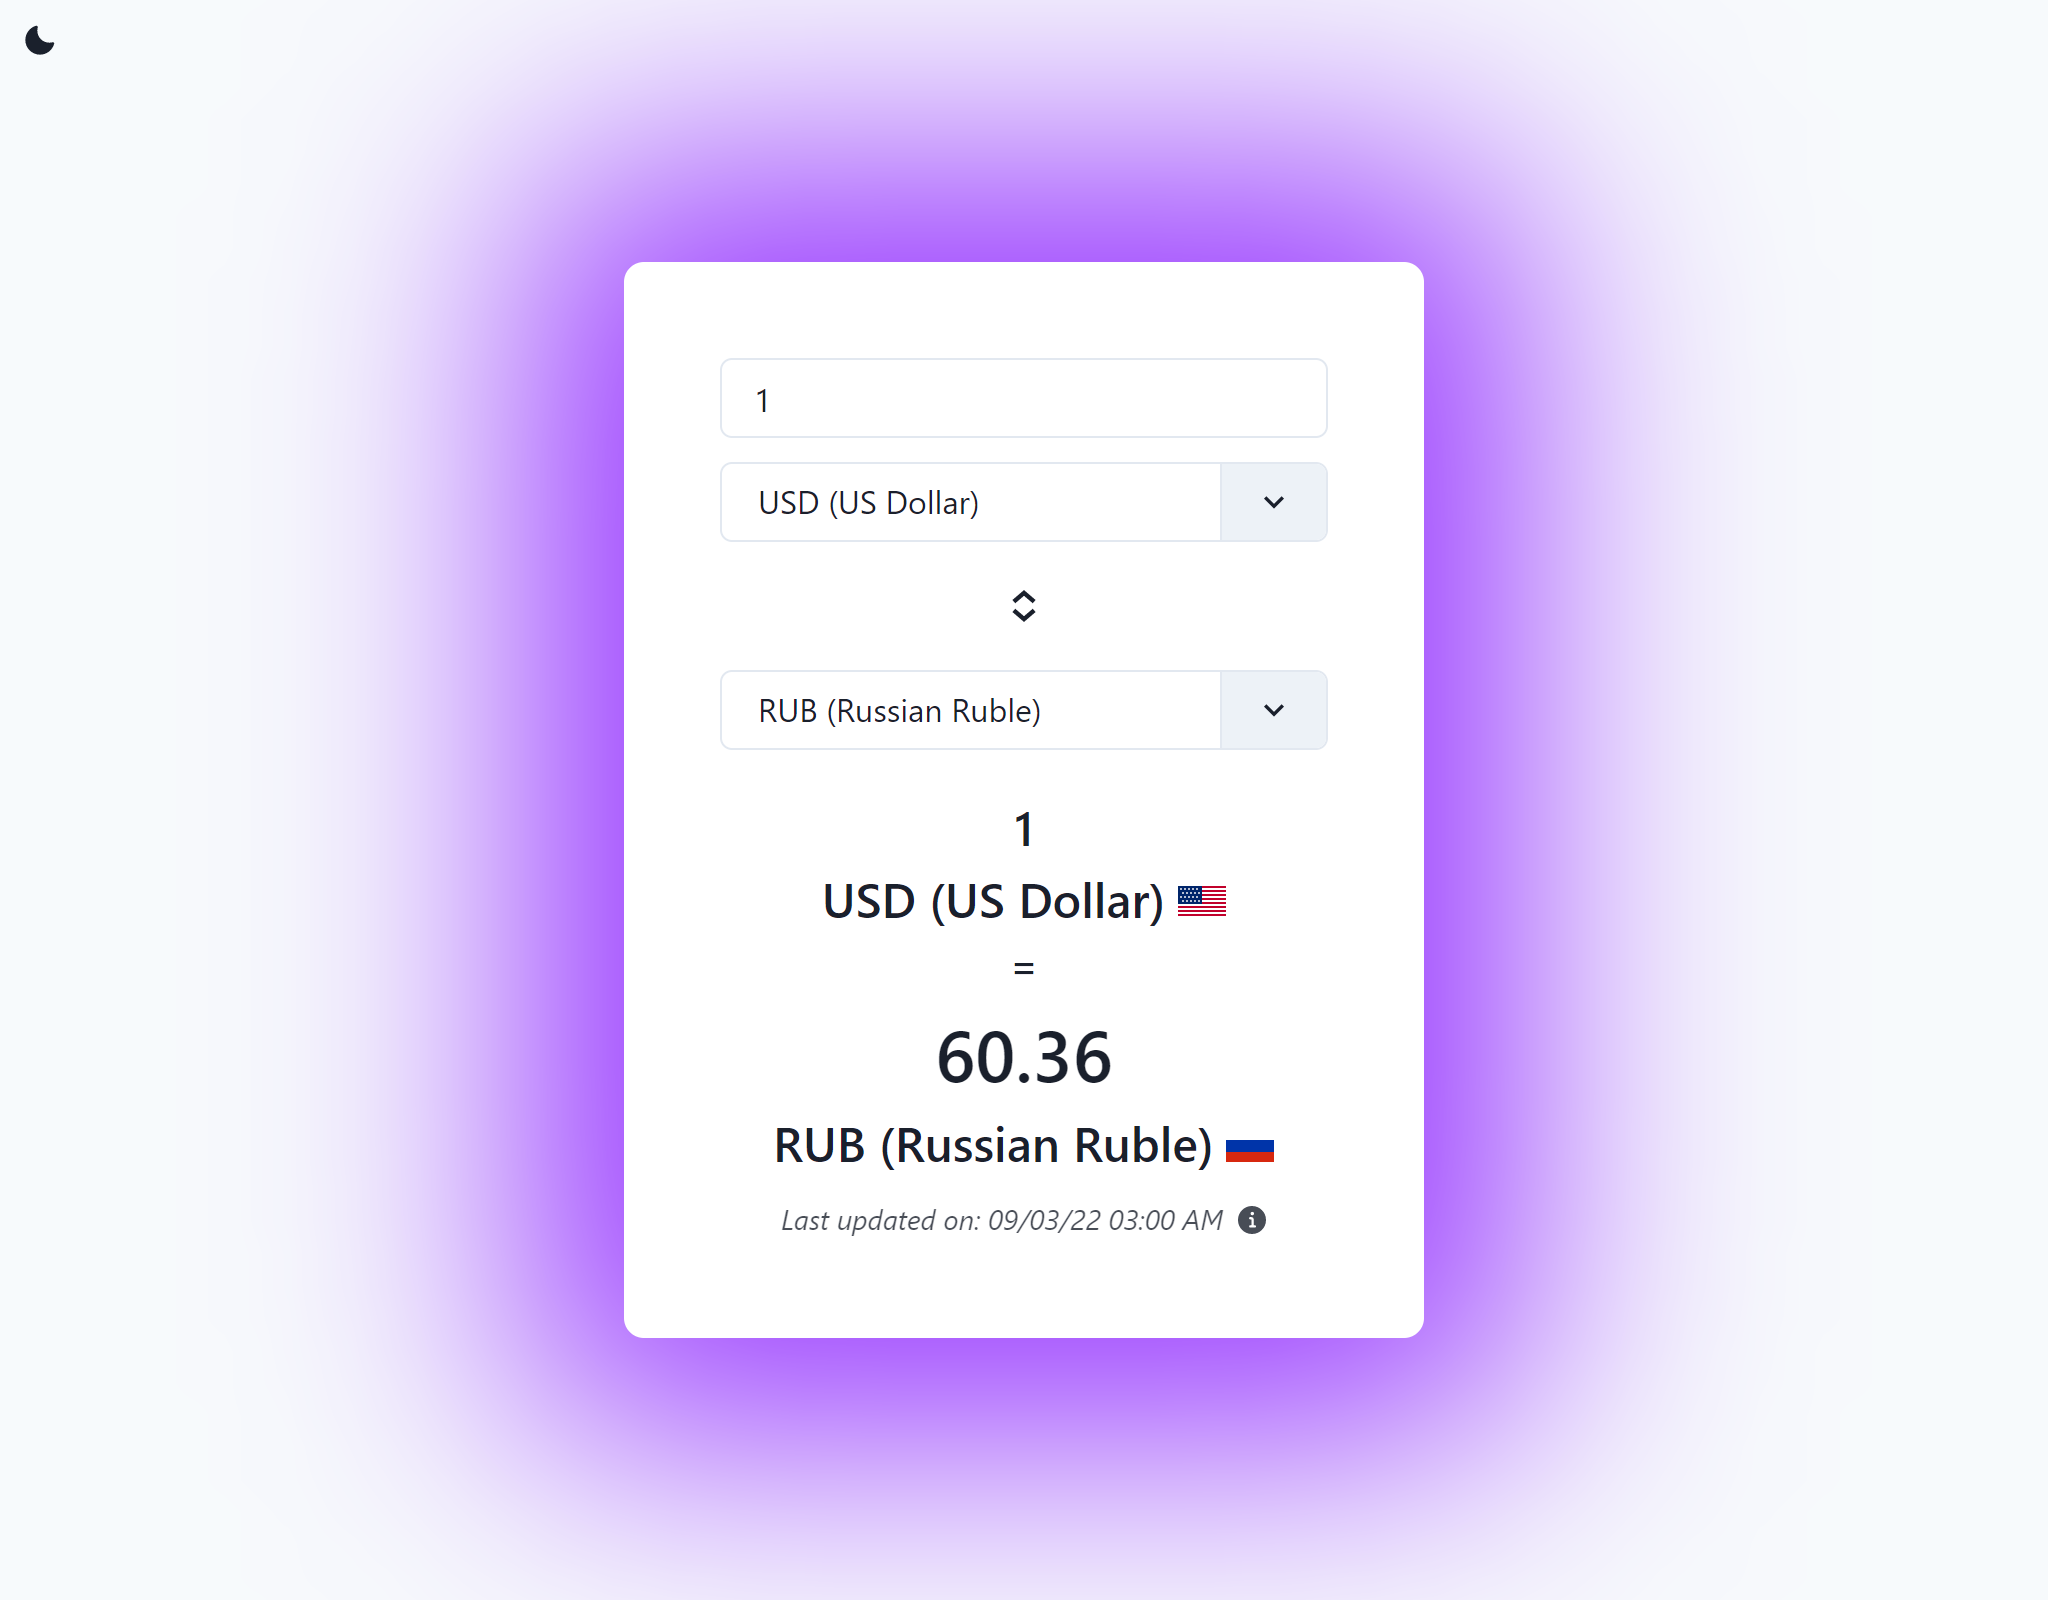 1
USD (US Dollar)
RUB (Russian Ruble)
1
USD (US Dollar)
=
60.36
RUB (Russian Ruble)
Last updated on: 09/03/22 03:00 AM